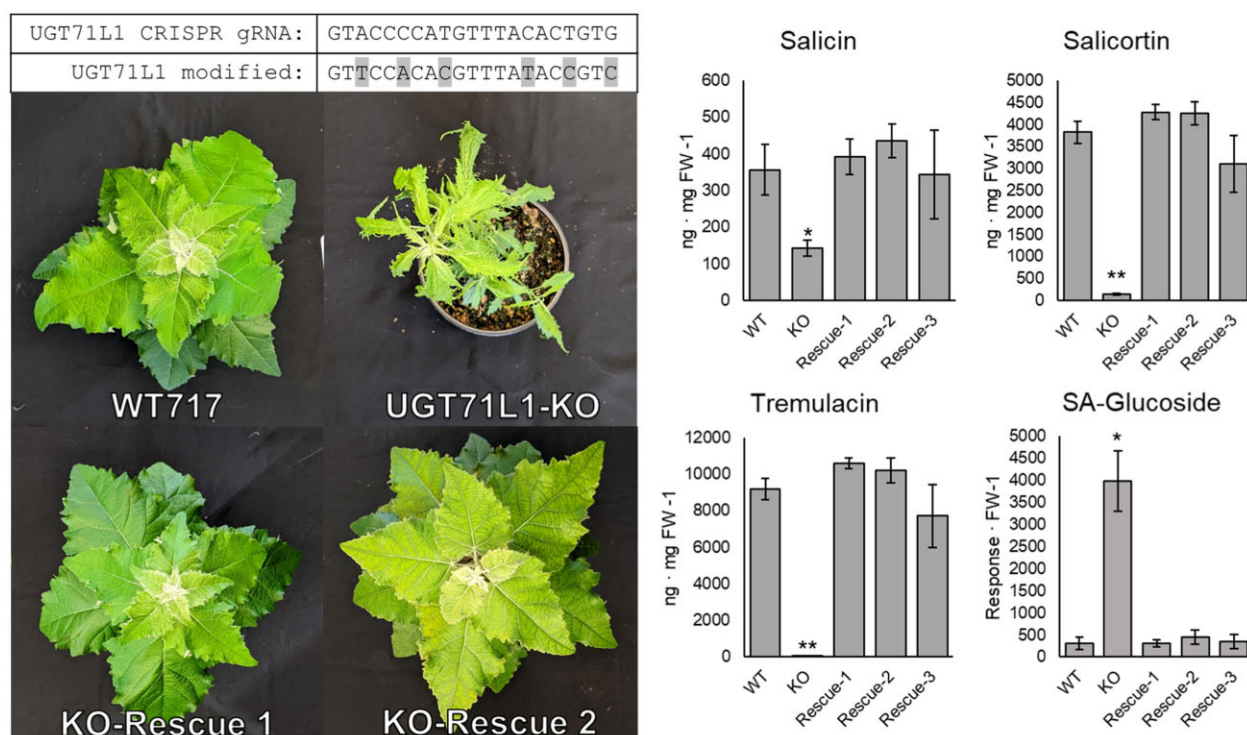 UGT71L1 CRISPR gRNA: GTACCCCATGTTTACACTGTG
UGT71L1 modified: GTTCCACACGTTTATACCGTC
WT717
UGT71L1-KO
KO-Rescue 1
KO-Rescue 2
Salicin
600
500
400
300
200
100
0
ng · mg FW -1
*
WT
KO
Rescue-1
Rescue-2
Rescue-3
Salicortin
5000
4500
4000
3500
3000
2500
2000
1500
1000
500
0
ng · mg FW -1
**
WT
KO
Rescue-1
Rescue-2
Rescue-3
Tremulacin
12000
10000
8000
6000
4000
2000
0
ng · mg FW -1
**
WT
KO
Rescue-1
Rescue-2
Rescue-3
SA-Glucoside
5000
4500
4000
3500
3000
2500
2000
1500
1000
500
0
Response · FW -1
*
WT
KO
Rescue-1
Rescue-2
Rescue-3